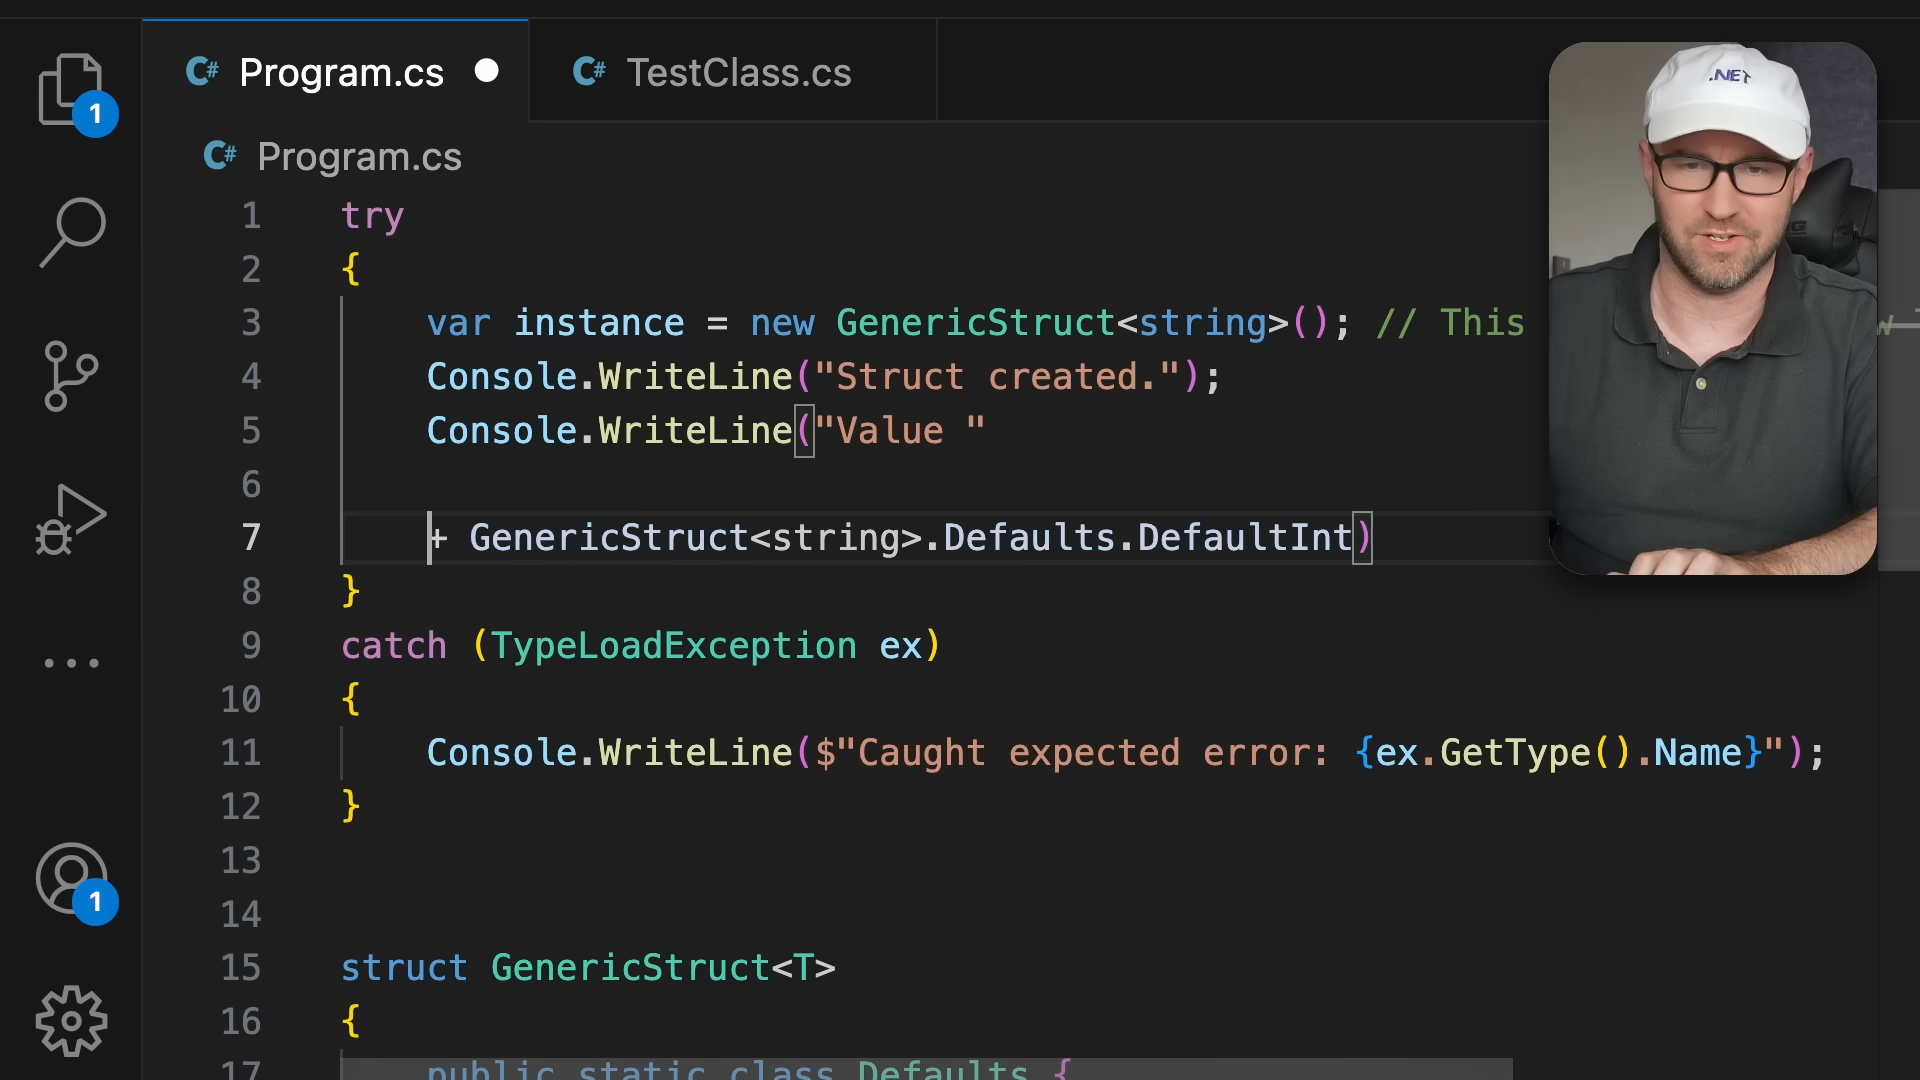 C# Program.cs
C# TestClass.cs
.NET
1
C# Program.cs
1 try
2 {
3 var instance = new GenericStruct<string>(); // This
4 Console.WriteLine("Struct created.");
5 Console.WriteLine("Value "
6
7 + GenericStruct<string>.Defaults.DefaultInt)
8 }
9 catch (TypeLoadException ex)
10 {
11 Console.WriteLine($"Caught expected error: {ex.GetType().Name}");
12 }
13
1
14
15 struct GenericStruct<T>
16 {
17 public static class Defaults {